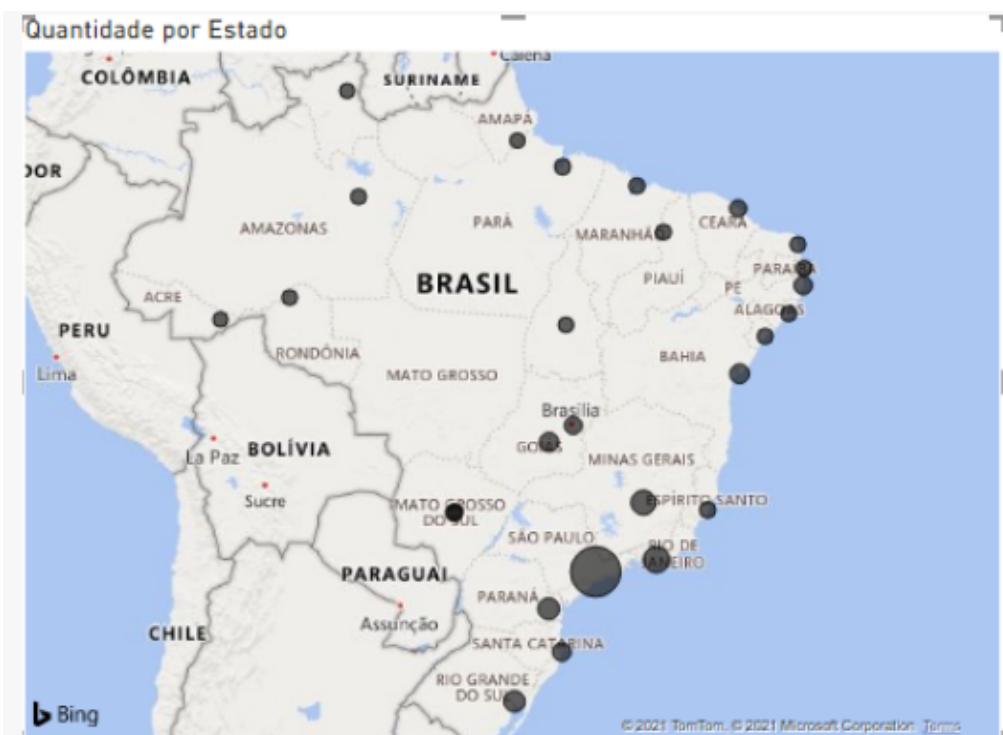 Quantidade por Estado
Caiena
COLÔMBIA
SURINAME
AMAPÁ
DOR
AMAZONAS
PARÁ
MARANHÃO
CEARÁ
BRASIL
PIAUÍ
PARAÍBA
PE
ACRE
ALAGOAS
PERU
RONDÔNIA
BAHIA
Lima
MATO GROSSO
Brasília
La Paz
BOLÍVIA
GOIÁS
MINAS GERAIS
Sucre
MATO GROSSO
DO SUL
ESPÍRITO SANTO
SÃO PAULO
RIO DE
JANEIRO
PARAGUAI
PARANÁ
Assunção
CHILE
SANTA CATARINA
RIO GRANDE
DO SUL
Bing
© 2021 TomTom, © 2021 Microsoft Corporation Terms